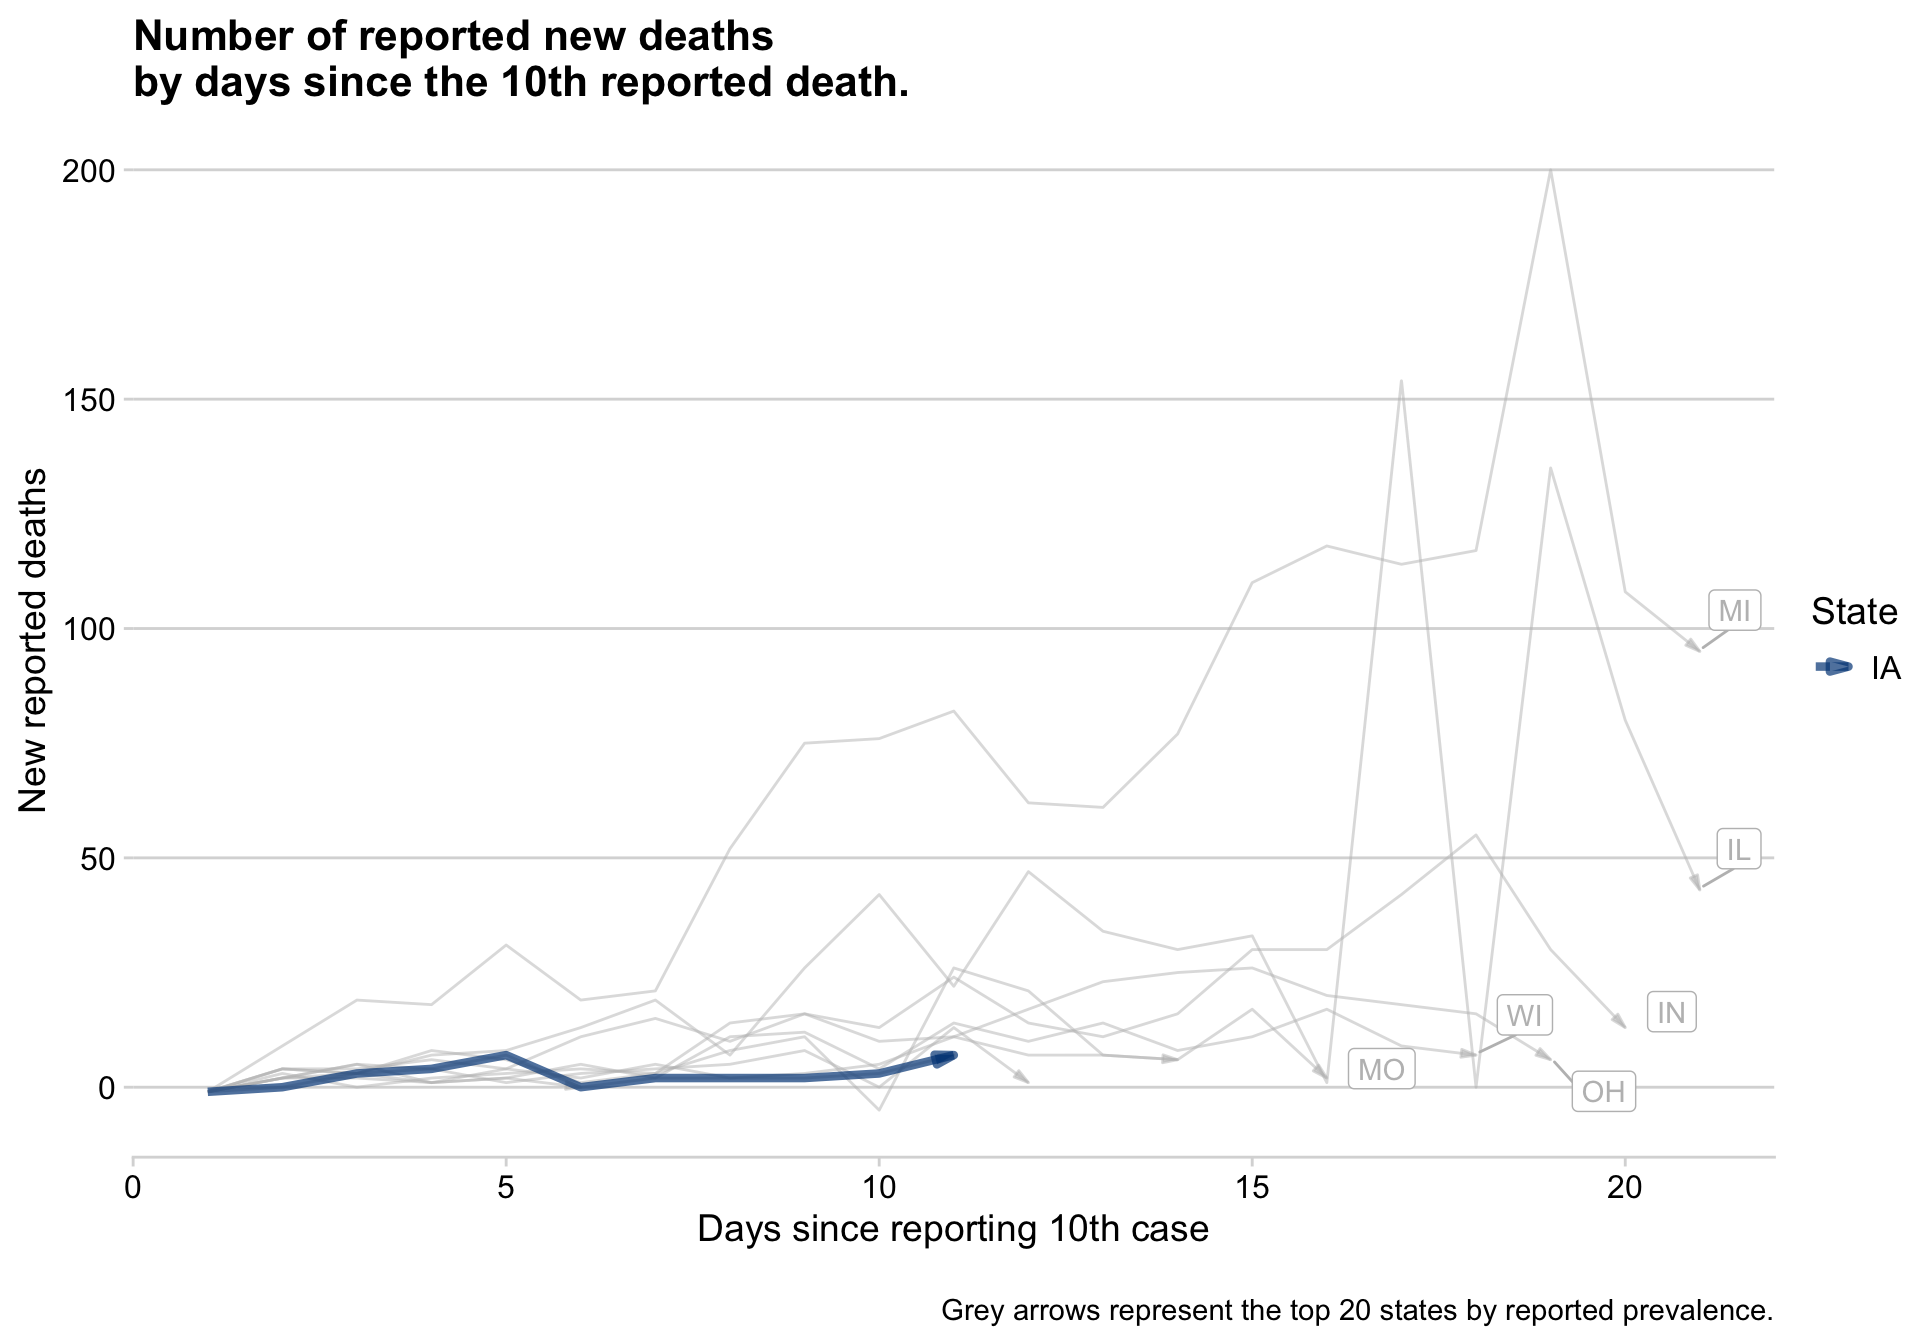 Number of reported new deaths
by days since the 10th reported death.
New reported deaths
200
150
100
50
0
0
5
10
15
20
Days since reporting 10th case
MI
IL
IN
WI
MO
OH
State
IA
Grey arrows represent the top 20 states by reported prevalence.